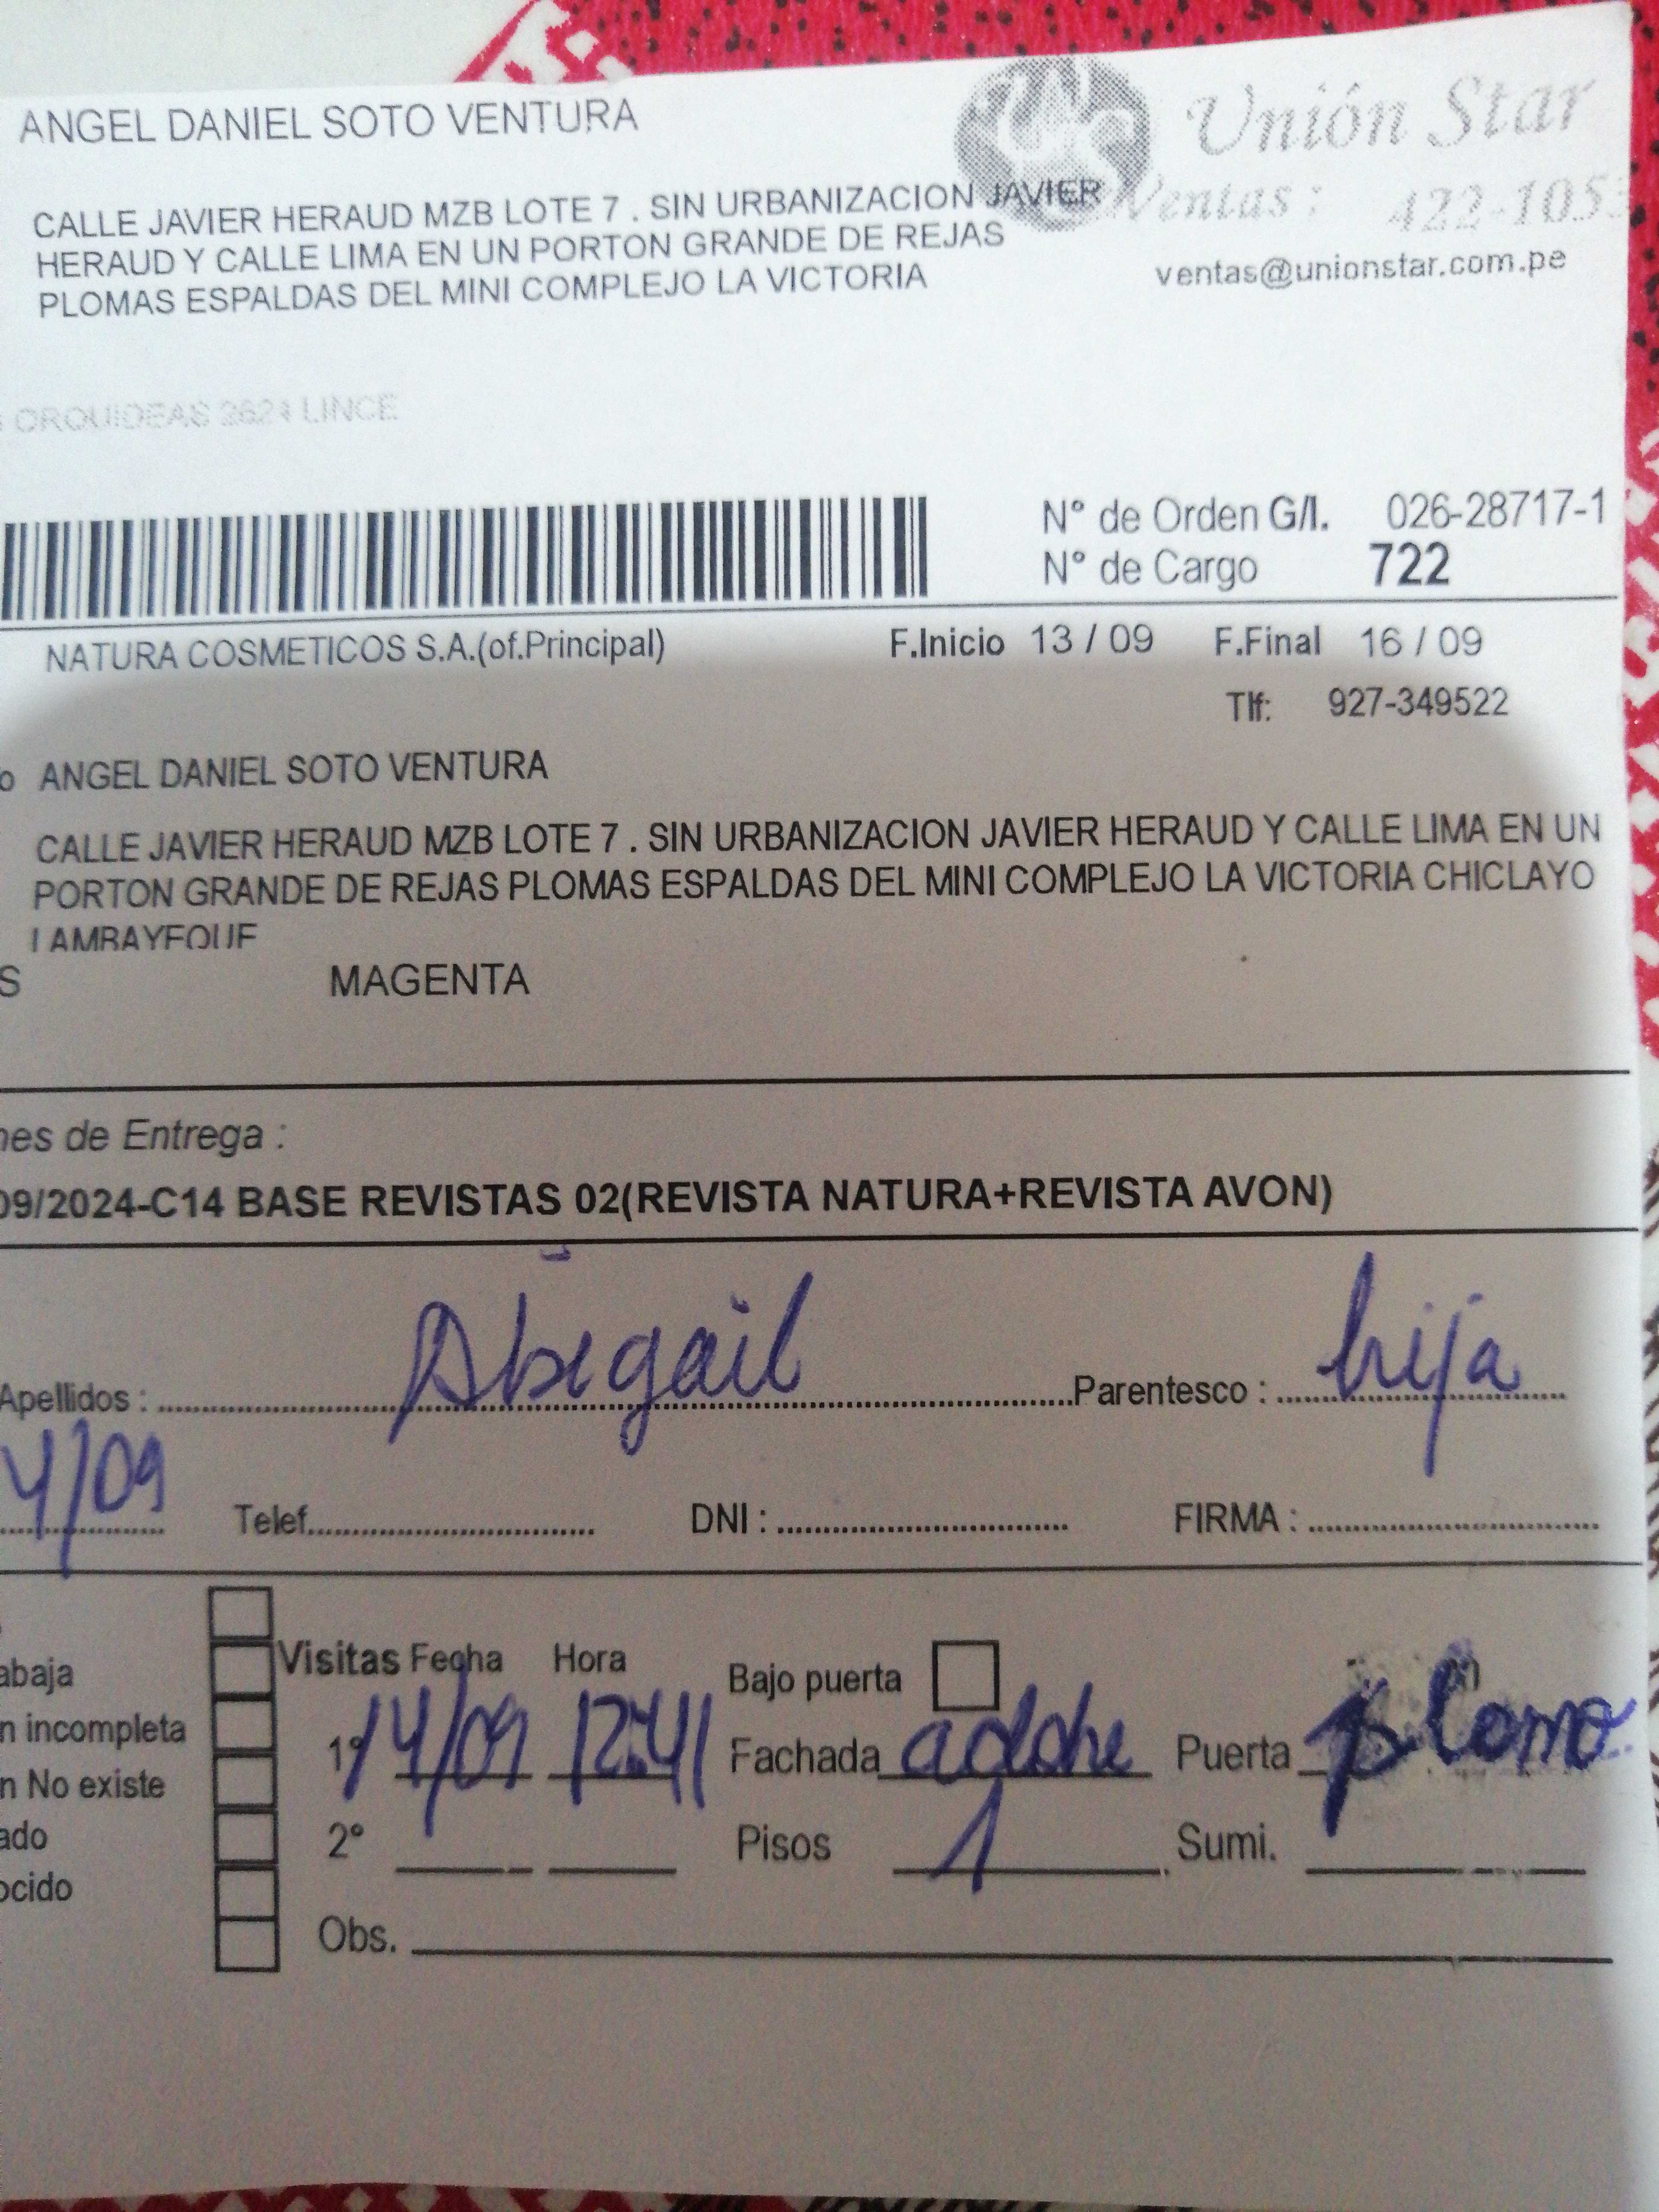 ANGEL DANIEL SOTO VENTURA
Unión Star
CALLE JAVIER HERAUD MZB LOTE 7 . SIN URBANIZACION JAVIER
Ventas : 422-105
HERAUD Y CALLE LIMA EN UN PORTON GRANDE DE REJAS
ventas@unionstar.com.pe
PLOMAS ESPALDAS DEL MINI COMPLEJO LA VICTORIA
ORQUIDEAS 2624 LINCE
N° de Orden G/I. 026-28717-1
N° de Cargo 722
NATURA COSMETICOS S.A.(of.Principal) F.Inicio 13 / 09 F.Final 16 / 09
Tlf: 927-349522
o ANGEL DANIEL SOTO VENTURA
CALLE JAVIER HERAUD MZB LOTE 7 . SIN URBANIZACION JAVIER HERAUD Y CALLE LIMA EN UN
PORTON GRANDE DE REJAS PLOMAS ESPALDAS DEL MINI COMPLEJO LA VICTORIA CHICLAYO
LAMBAYEQUE
S MAGENTA
nes de Entrega :
09/2024-C14 BASE REVISTAS 02(REVISTA NATURA+REVISTA AVON)
Apellidos : Abigail Parentesco : hija
4/09 Telef. DNI : FIRMA :
Visitas Fecha Hora Bajo puerta
abaja
n incompleta
1° 14/09 12:41 Fachada Puerta plomo
n No existe
ado 2° Pisos 1 Sumi.
ocido
Obs.